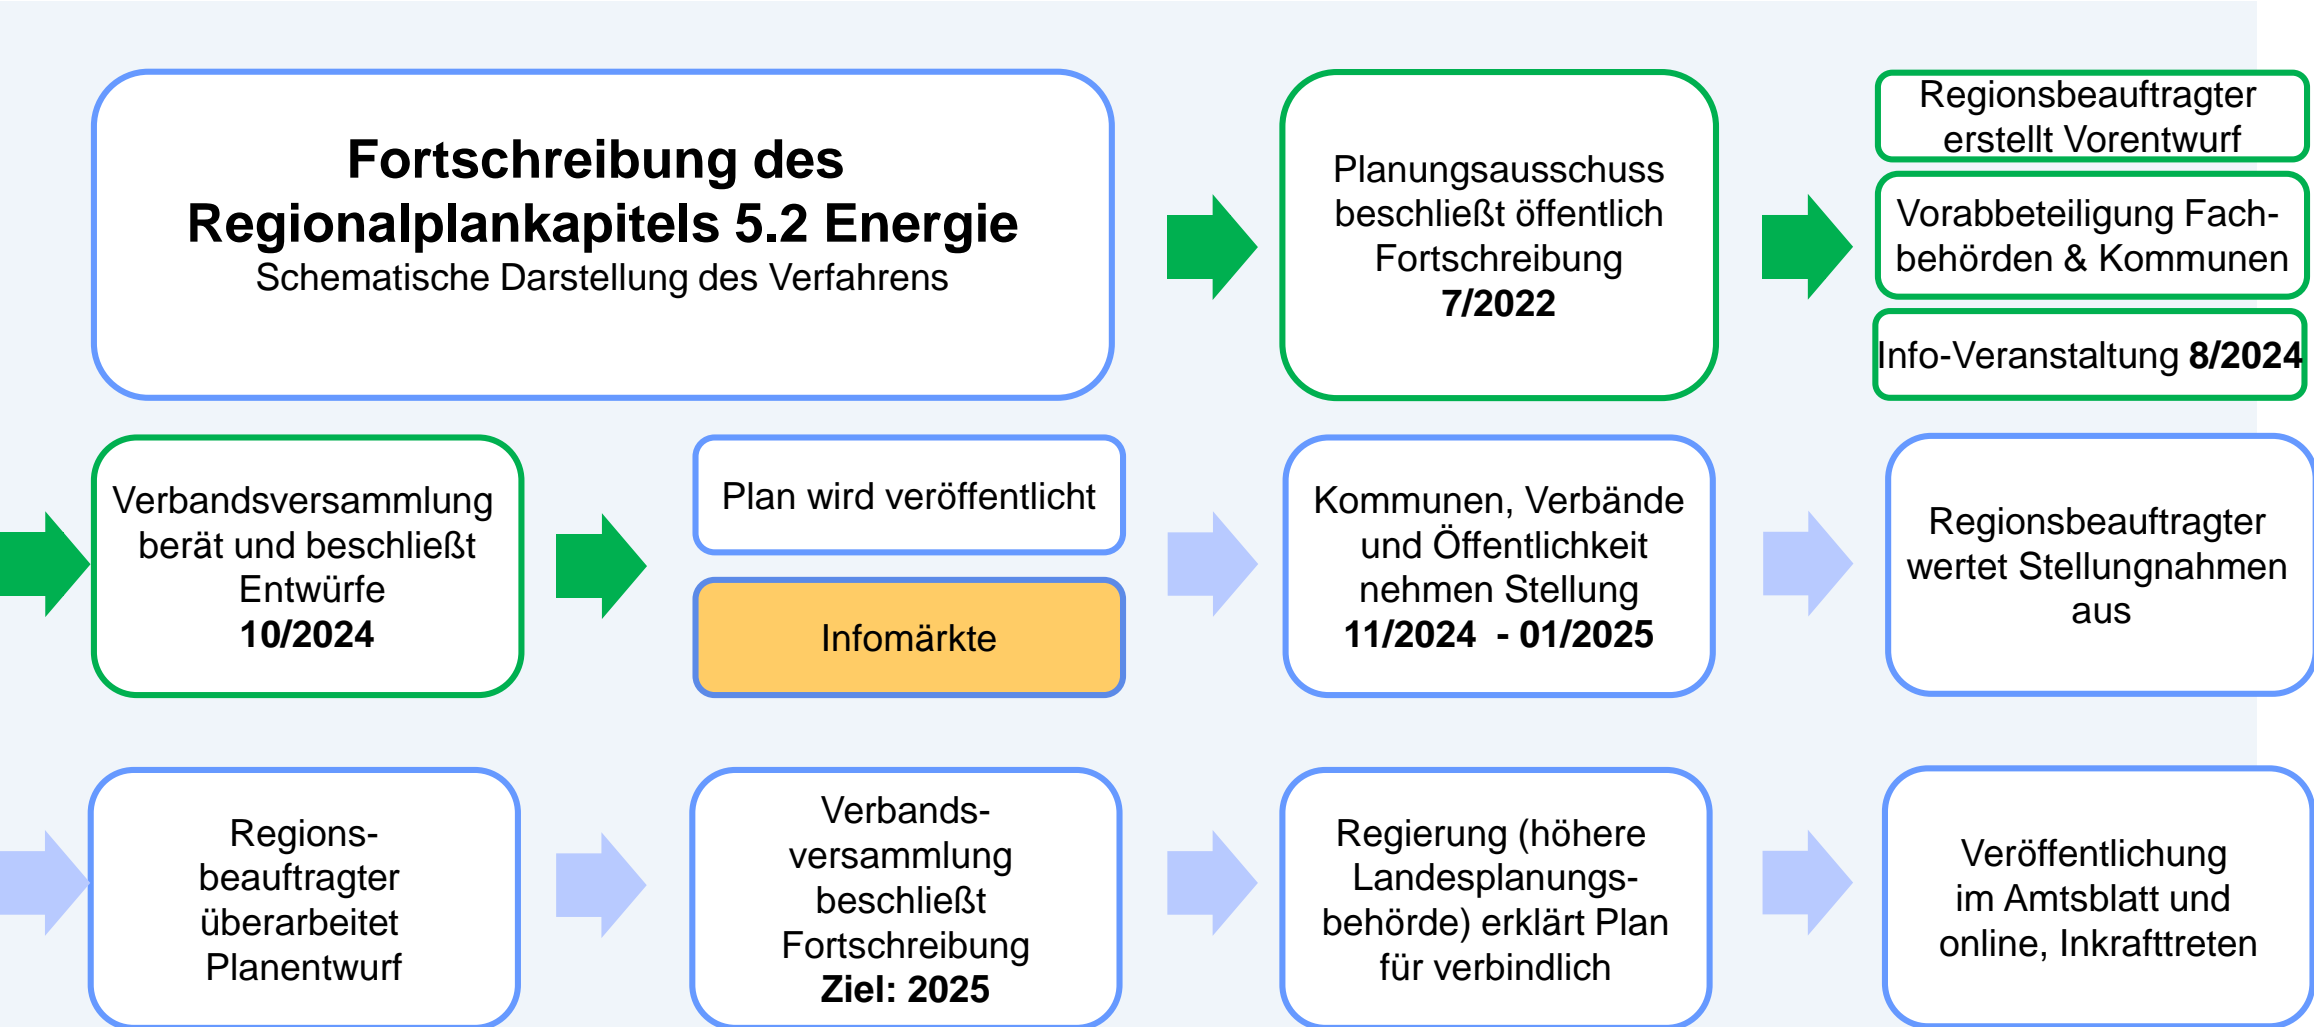 Fortschreibung des
Regionalplankapitels 5.2 Energie
Schematische Darstellung des Verfahrens
Planungsausschuss
beschließt öffentlich
Fortschreibung
7/2022
Regionsbeauftragter
erstellt Vorentwurf
Vorabbeteiligung Fach-
behörden & Kommunen
Info-Veranstaltung 8/2024
Verbandsversammlung
berät und beschließt
Entwürfe
10/2024
Plan wird veröffentlicht
Infomärkte
Kommunen, Verbände
und Öffentlichkeit
nehmen Stellung
11/2024 - 01/2025
Regionsbeauftragter
wertet Stellungnahmen
aus
Regions-
beauftragter
überarbeitet
Planentwurf
Verbands-
versammlung
beschließt
Fortschreibung
Ziel: 2025
Regierung (höhere
Landesplanungs-
behörde) erklärt Plan
für verbindlich
Veröffentlichung
im Amtsblatt und
online, Inkrafttreten